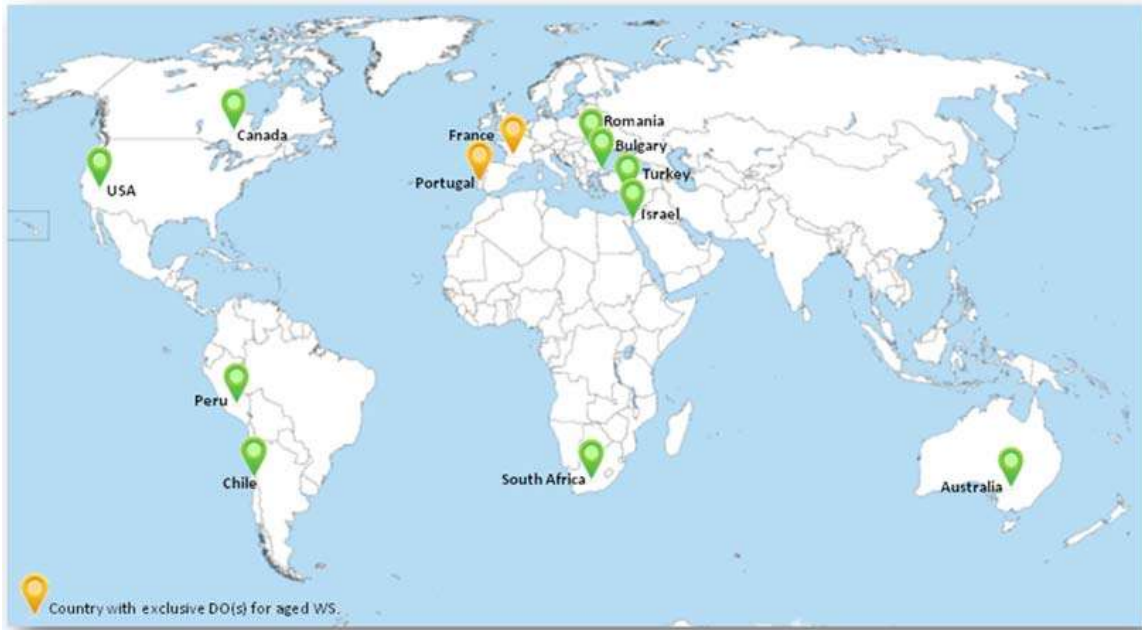 Canada
Romania
France
Bulgary
Turkey
Portugal
USA
Israel
Peru
Chile
South Africa
Australia
Country with exclusive DO(s) for aged WS.